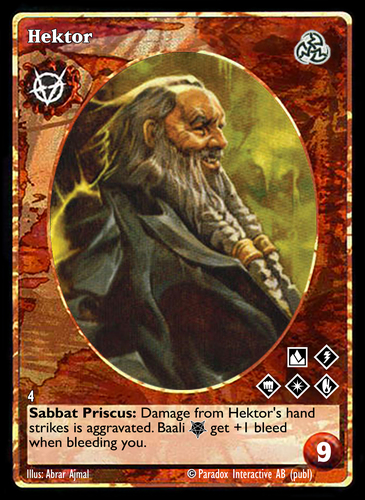 Hektor
4
Sabbat Priscus: Damage from Hektor's hand
strikes is aggravated. Baali get +1 bleed
when bleeding you.
9
Illus: Abrar Ajmal
© Paradox Interactive AB (publ)